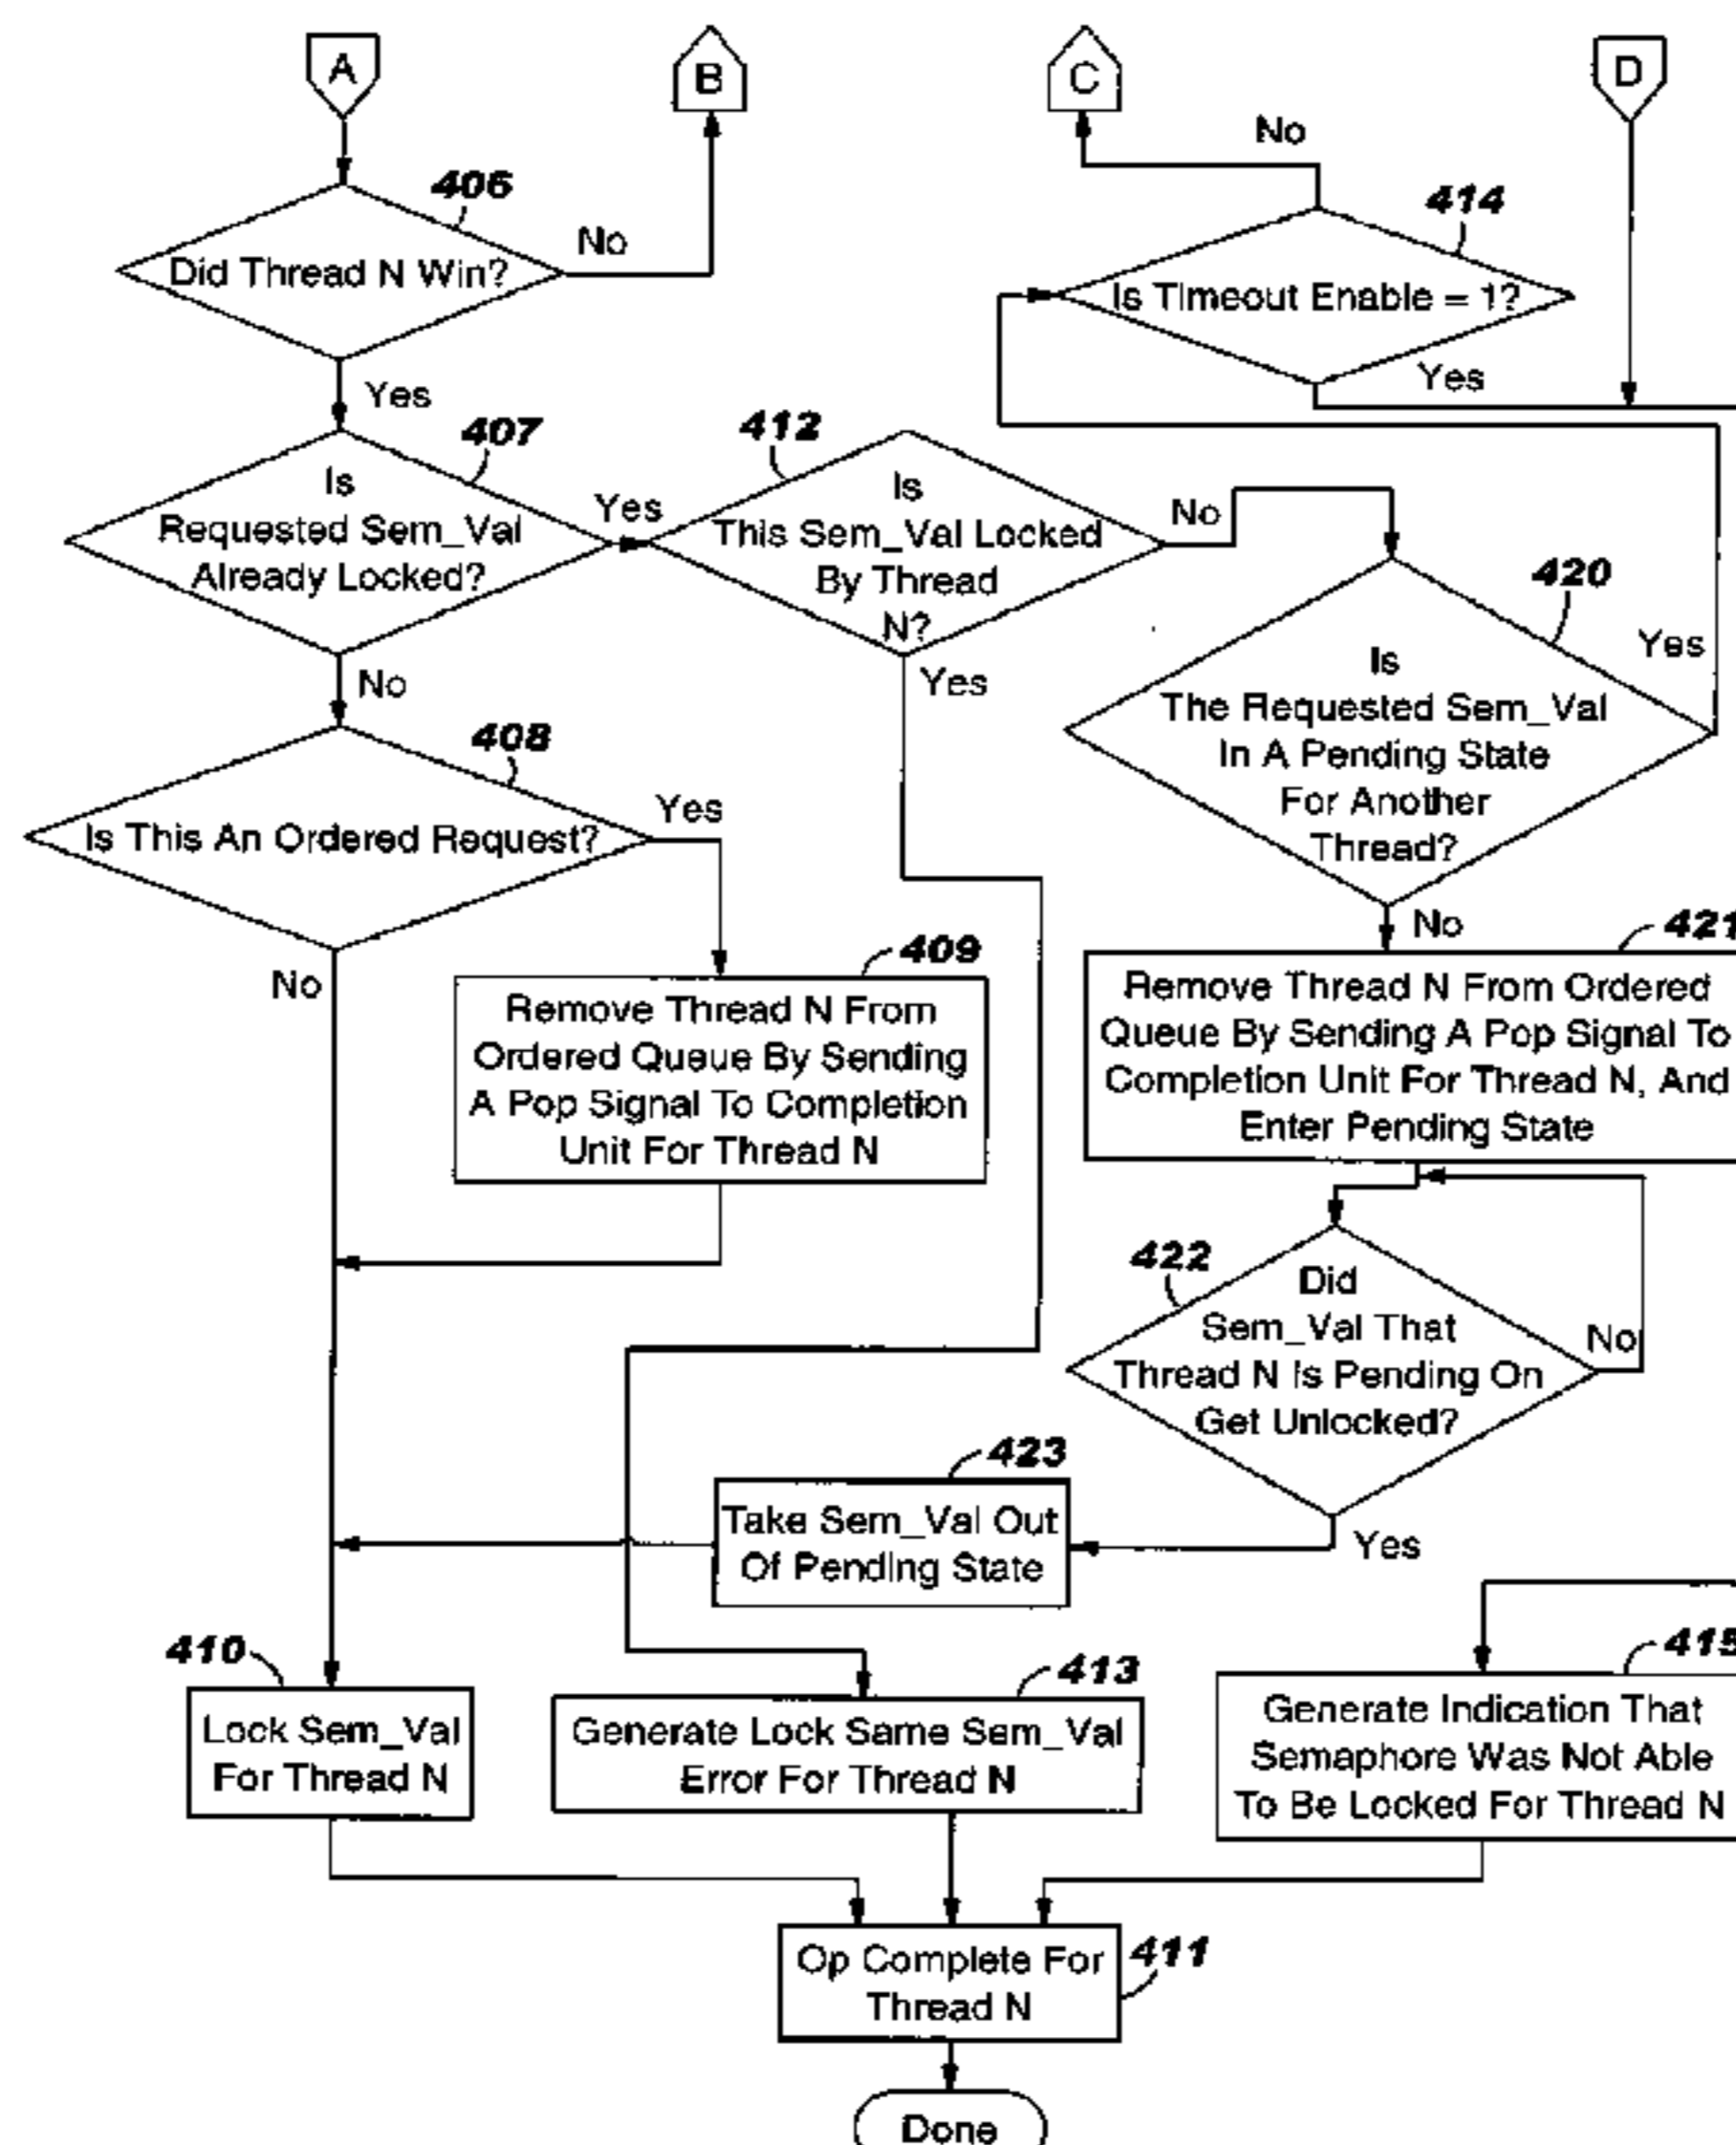 A
B
C
D
406
Did Thread N Win?
No
Yes
No
414
Is Timeout Enable = 1?
Yes
407
Is
Requested Sem_Val
Already Locked?
Yes
No
412
Is
This Sem_Val Locked
By Thread
N?
No
Yes
420
Is
The Requested Sem_Val
In A Pending State
For Another
Thread?
Yes
No
408
Is This An Ordered Request?
Yes
No
409
Remove Thread N From
Ordered Queue By Sending
A Pop Signal To Completion
Unit For Thread N
421
Remove Thread N From Ordered
Queue By Sending A Pop Signal To
Completion Unit For Thread N, And
Enter Pending State
422
Did
Sem_Val That
Thread N Is Pending On
Get Unlocked?
No
Yes
423
Take Sem_Val Out
Of Pending State
410
Lock Sem_Val
For Thread N
413
Generate Lock Same Sem_Val
Error For Thread N
415
Generate Indication That
Semaphore Was Not Able
To Be Locked For Thread N
411
Op Complete For
Thread N
Done